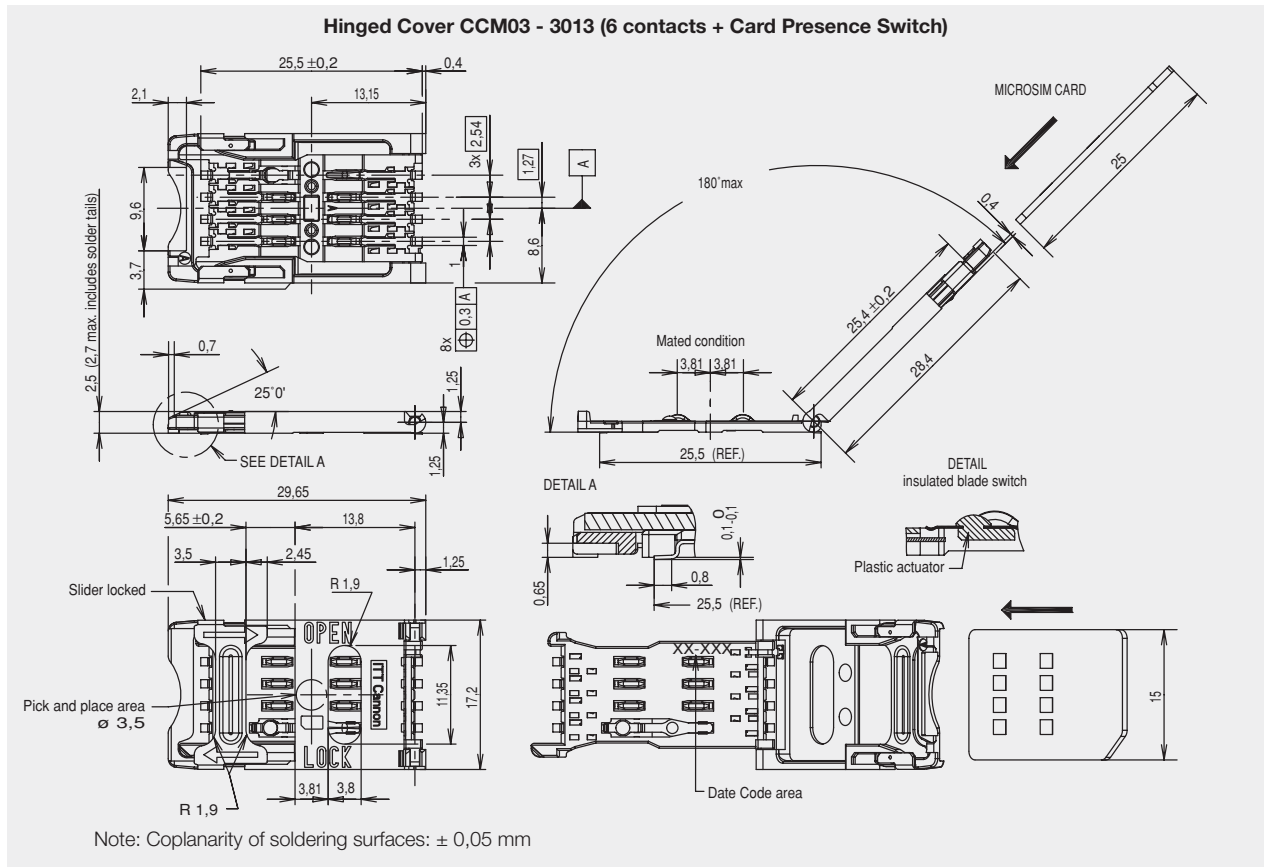 Hinged Cover CCM03 - 3013 (6 contacts + Card Presence Switch)
25,5 ±0,2
0,4
2,1
13,15
3x 2,54
1,27
A
9,6
3,7
8,6
1
8x ⌖ 0,3 A
MICROSIM CARD
25
180°max
0,4
25,4 ±0,2
28,4
Mated condition
3,81
3,81
25,5 (REF.)
2,5 (2,7 max. includes solder tails)
0,7
25°0'
1,25
1,25
SEE DETAIL A
29,65
5,65 ±0,2
13,8
3,5
2,45
1,25
R 1,9
Slider locked
OPEN
ITT Cannon
11,35
17,2
Pick and place area
ø 3,5
LOCK
3,81
3,8
R 1,9
DETAIL A
0
0,1-0,1
0,65
0,8
25,5 (REF.)
DETAIL
insulated blade switch
Plastic actuator
XX-XXX
15
Date Code area
Note: Coplanarity of soldering surfaces: ± 0,05 mm